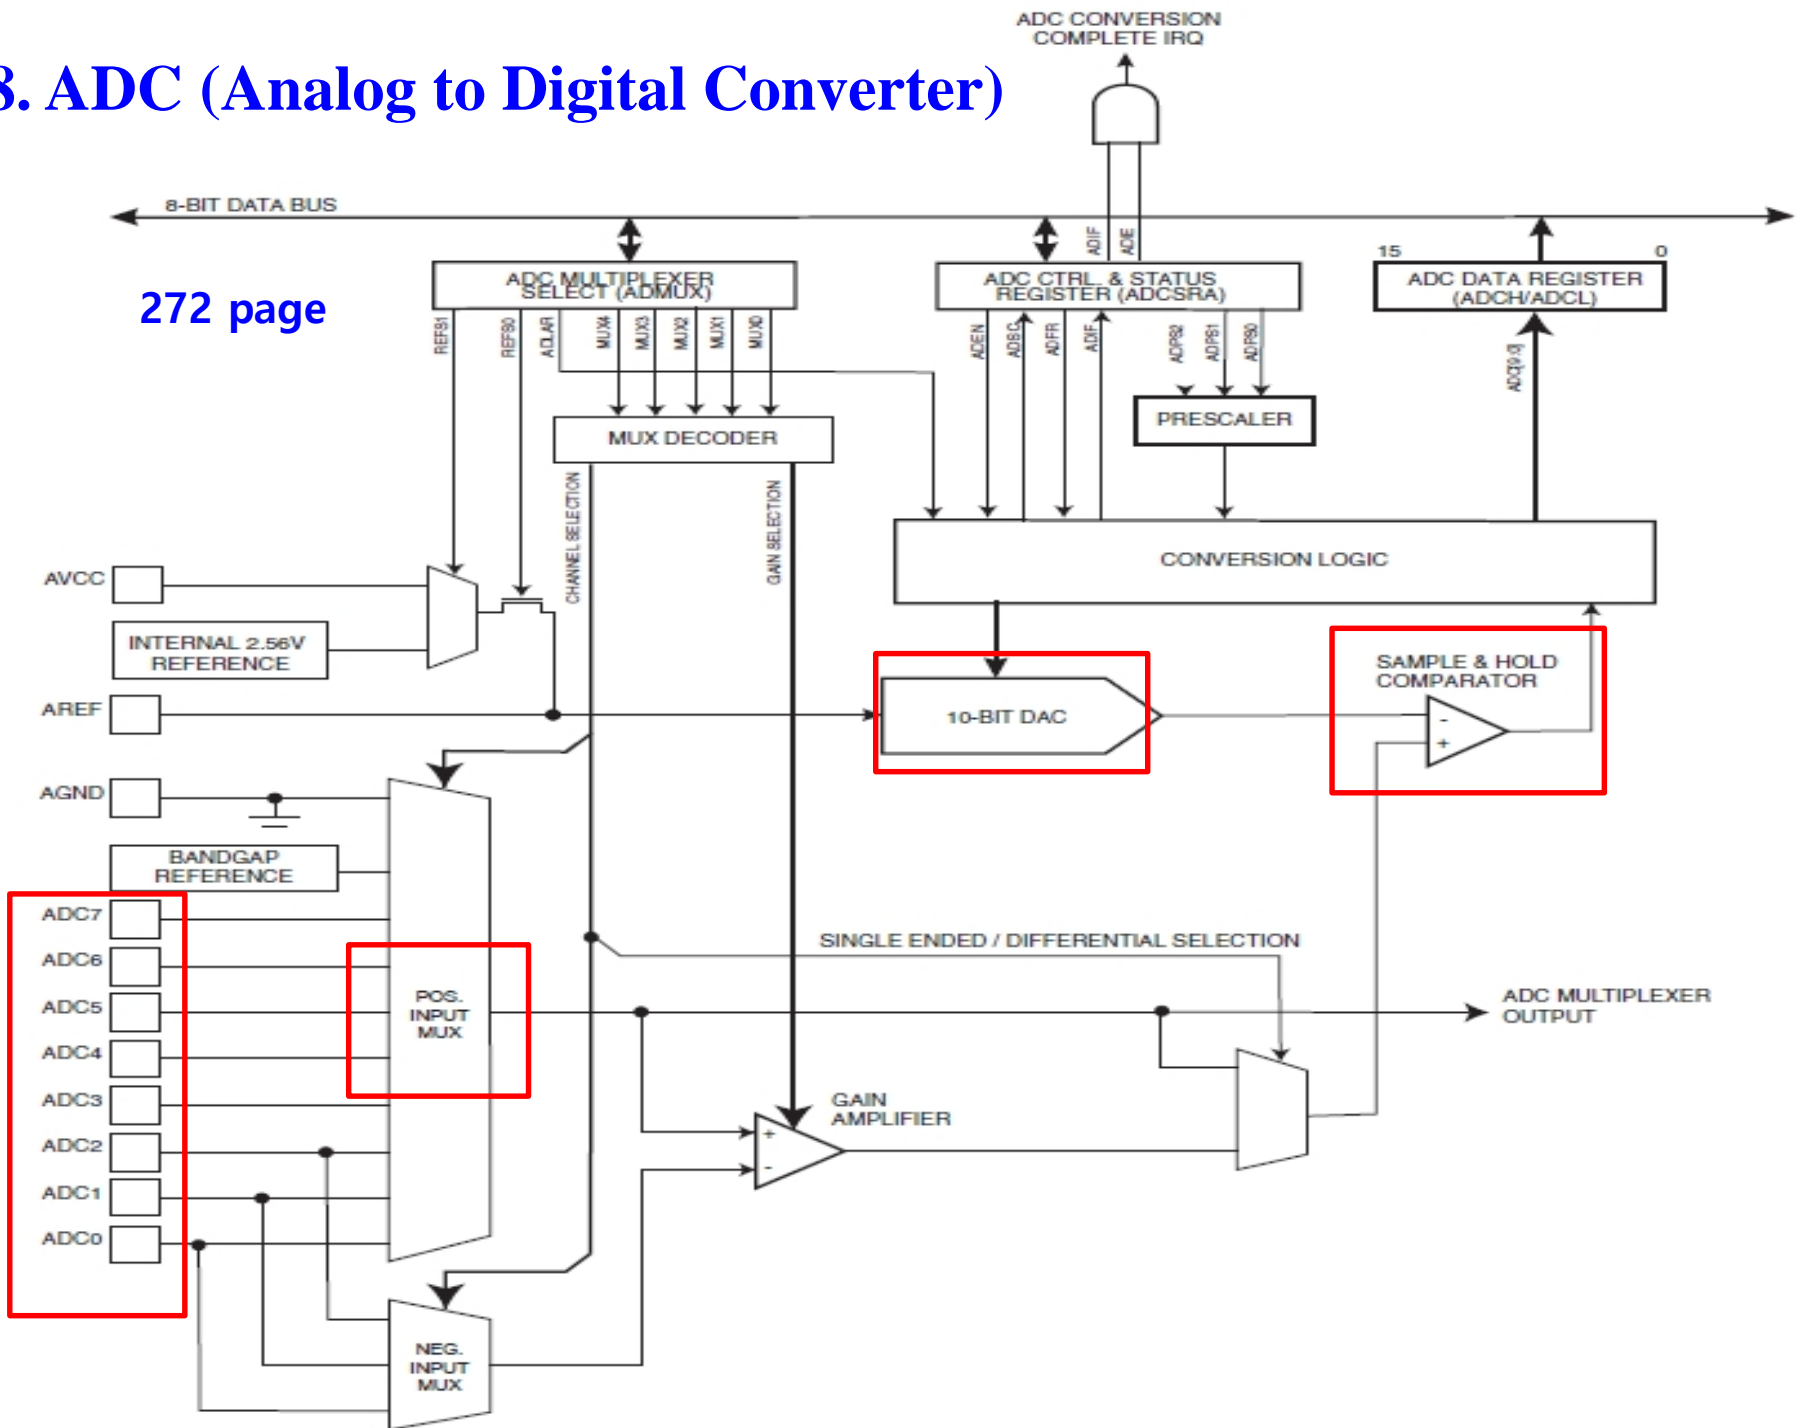 8. ADC (Analog to Digital Converter)
272 page
ADC CONVERSION
COMPLETE IRQ
8-BIT DATA BUS
ADIF
ADIE
15
0
ADC MULTIPLEXER
SELECT (ADMUX)
ADC CTRL. & STATUS
REGISTER (ADCSRA)
ADC DATA REGISTER
(ADCH/ADCL)
REFS1
REFS0
ADLAR
MUX4
MUX3
MUX2
MUX1
MUX0
ADEN
ADSC
ADFR
ADIF
ADPS2
ADPS1
ADPS0
ADC[9:0]
MUX DECODER
PRESCALER
CHANNEL SELECTION
GAIN SELECTION
CONVERSION LOGIC
AVCC
INTERNAL 2.56V
REFERENCE
AREF
10-BIT DAC
SAMPLE & HOLD
COMPARATOR
-
+
AGND
BANDGAP
REFERENCE
ADC7
ADC6
ADC5
ADC4
ADC3
ADC2
ADC1
ADC0
POS.
INPUT
MUX
SINGLE ENDED / DIFFERENTIAL SELECTION
ADC MULTIPLEXER
OUTPUT
GAIN
AMPLIFIER
+
-
NEG.
INPUT
MUX